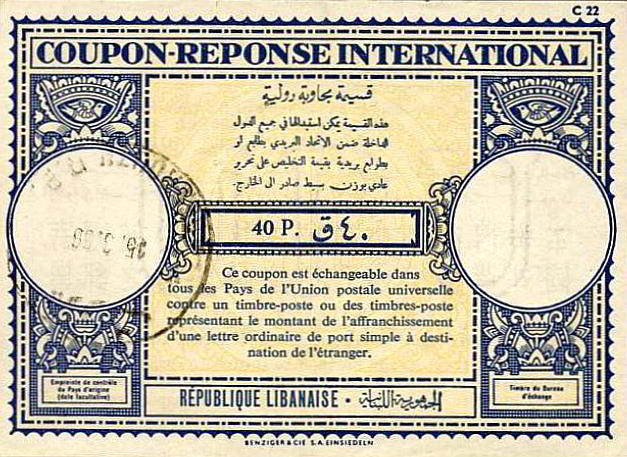 C 22
COUPON-REPONSE INTERNATIONAL
قسيمة مجاوبة دولية
هذه القسيمة يمكن استبدالها في جميع الدول
الداخلة ضمن الاتحاد البريدي بطابع او
بطوابع بريدية بقيمة التخليص على تحرير
عادي بوزن بسيط صادر الى الخارج.
40 P. ٤٠ ق
Ce coupon est échangeable dans
tous les Pays de l'Union postale universelle
contre un timbre-poste ou des timbres-poste
représentant le montant de l'affranchissement
d'une lettre ordinaire de port simple à desti-
nation de l'étranger.
Empreinte de contrôle
du Pays d'origine
(date facultative)
Timbre du Bureau
d'échange
RÉPUBLIQUE LIBANAISE • الجمهورية اللبنانية
BENZIGER & CIE S.A. EINSIEDELN